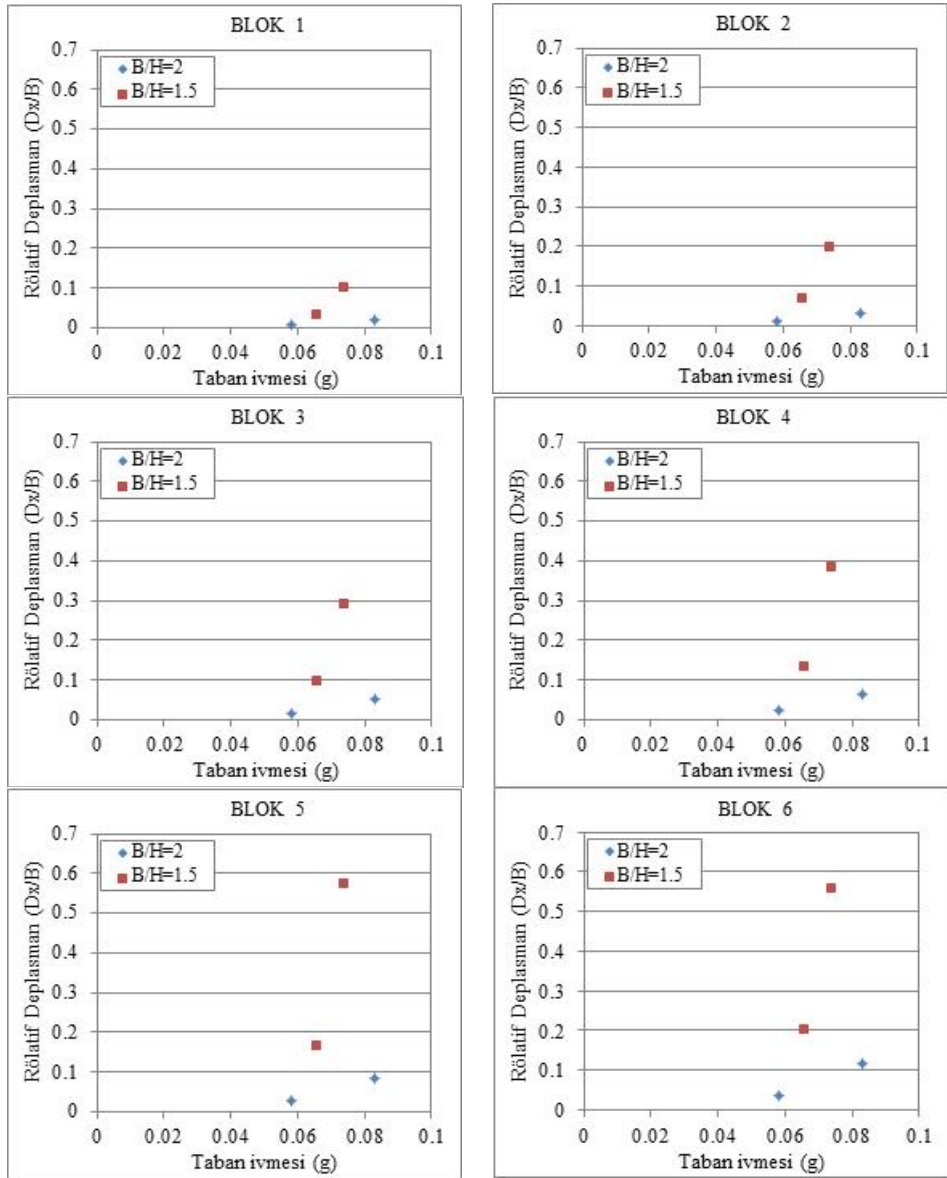 BLOK 1
Rölatif Deplasman (Dx/B)
0.7
0.6
0.5
0.4
0.3
0.2
0.1
0
B/H=2
B/H=1.5
0 0.02 0.04 0.06 0.08 0.1
Taban ivmesi (g)
BLOK 2
Rölatif Deplasman (Dx/B)
0.7
0.6
0.5
0.4
0.3
0.2
0.1
0
B/H=2
B/H=1.5
0 0.02 0.04 0.06 0.08 0.1
Taban ivmesi (g)
BLOK 3
Rölatif Deplasman (Dx/B)
0.7
0.6
0.5
0.4
0.3
0.2
0.1
0
B/H=2
B/H=1.5
0 0.02 0.04 0.06 0.08 0.1
Taban ivmesi (g)
BLOK 4
Rölatif Deplasman (Dx/B)
0.7
0.6
0.5
0.4
0.3
0.2
0.1
0
B/H=2
B/H=1.5
0 0.02 0.04 0.06 0.08 0.1
Taban ivmesi (g)
BLOK 5
Rölatif Deplasman (Dx/B)
0.7
0.6
0.5
0.4
0.3
0.2
0.1
0
B/H=2
B/H=1.5
0 0.02 0.04 0.06 0.08 0.1
Taban ivmesi (g)
BLOK 6
Rölatif Deplasman (Dx/B)
0.7
0.6
0.5
0.4
0.3
0.2
0.1
0
B/H=2
B/H=1.5
0 0.02 0.04 0.06 0.08 0.1
Taban ivmesi (g)